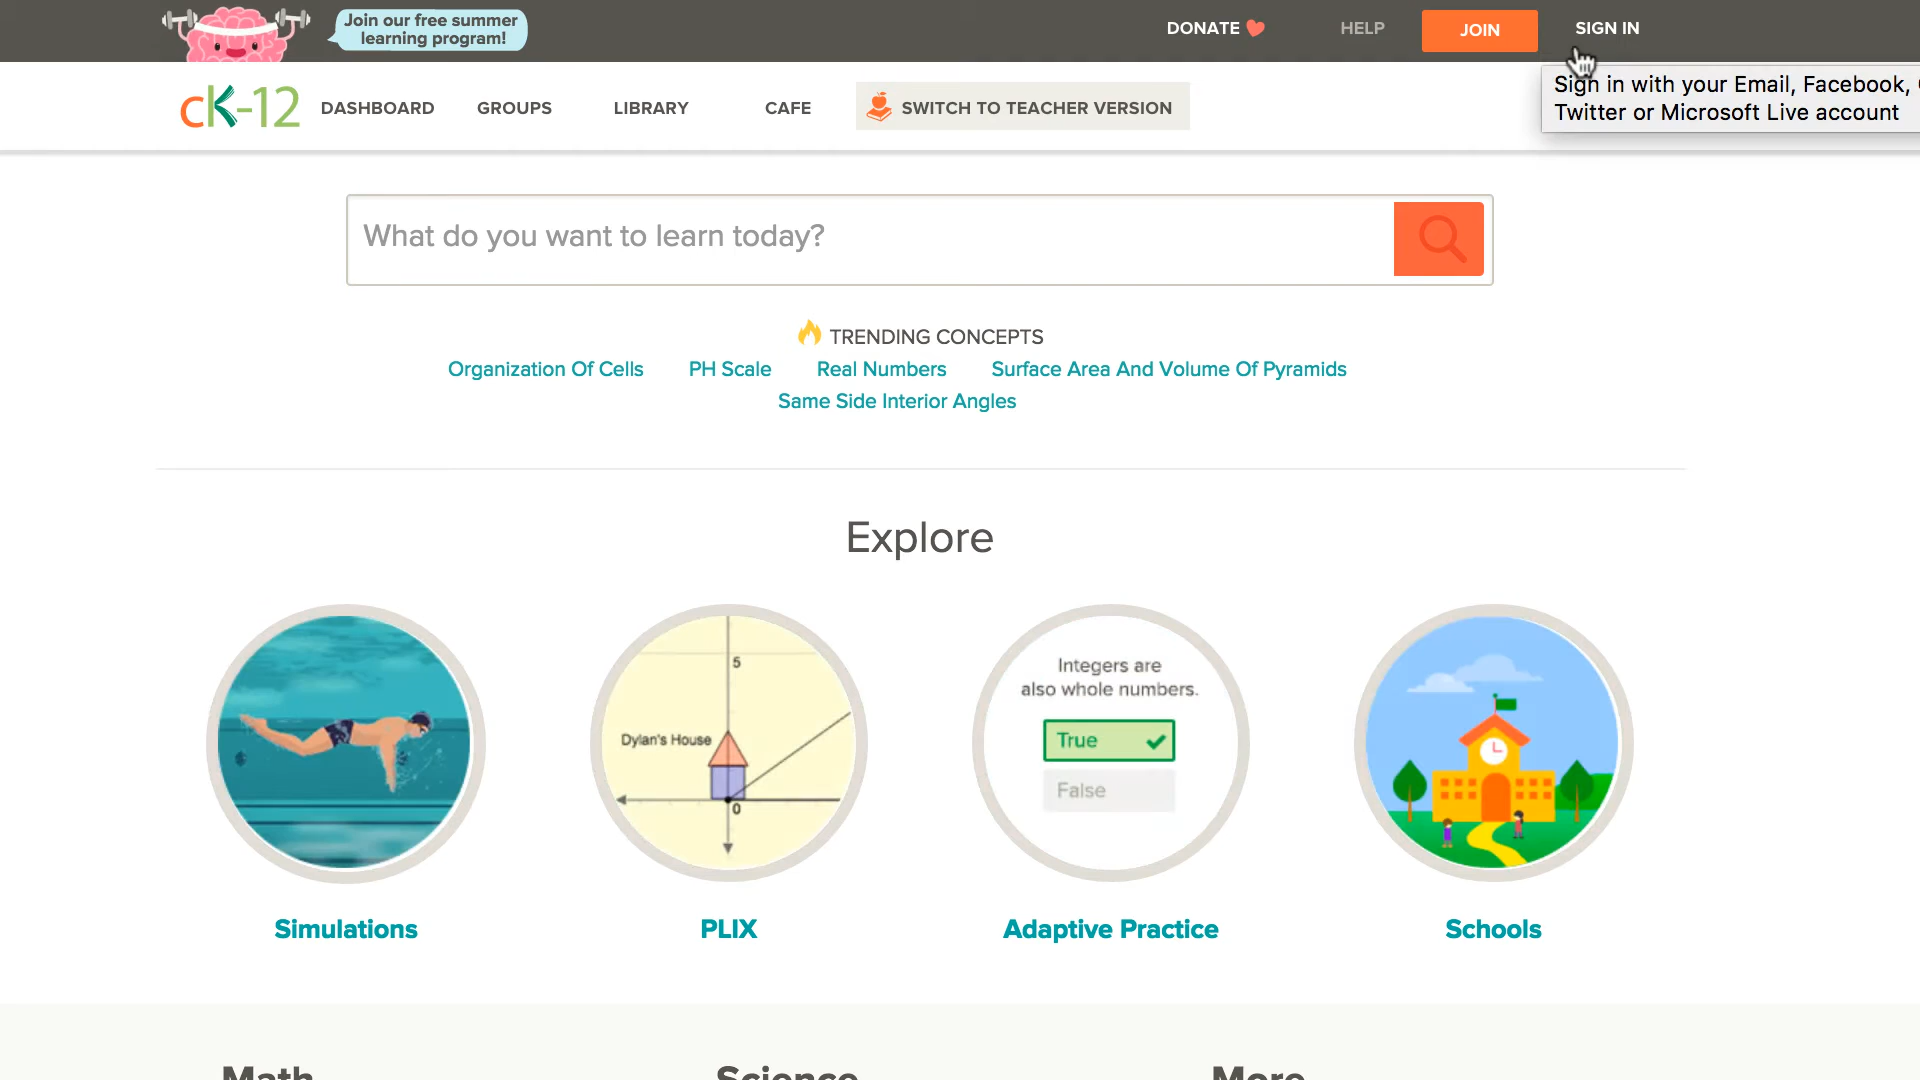 Join our free summer
learning program!
DONATE
HELP
JOIN
SIGN IN
Sign in with your Email, Facebook,
Twitter or Microsoft Live account
cK-12
DASHBOARD
GROUPS
LIBRARY
CAFE
SWITCH TO TEACHER VERSION
What do you want to learn today?
TRENDING CONCEPTS
Organization Of Cells
PH Scale
Real Numbers
Surface Area And Volume Of Pyramids
Same Side Interior Angles
Explore
5
Dylan's House
0
Integers are
also whole numbers.
True
False
Simulations
PLIX
Adaptive Practice
Schools
Math
Science
More